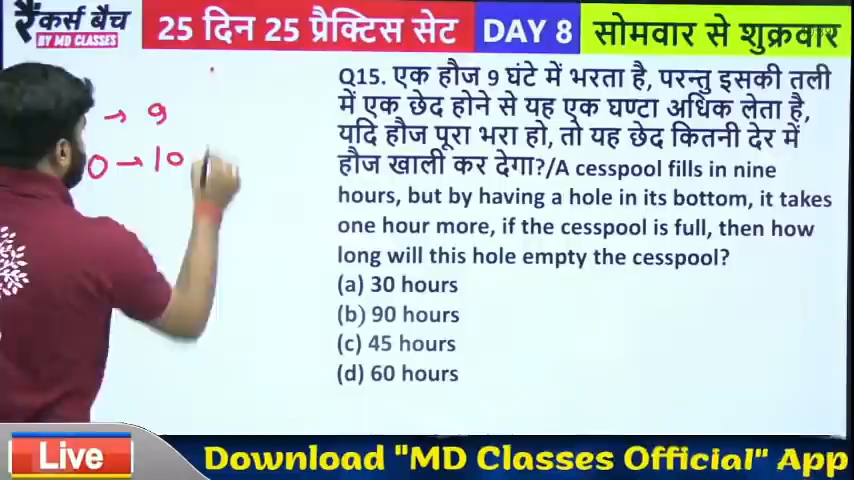 रैंकर्स बैच
BY MD CLASSES
25 दिन 25 प्रैक्टिस सेट
DAY 8
सोमवार से शुक्रवार
→ 9
0 → 10
Q15. एक हौज 9 घंटे में भरता है, परन्तु इसकी तली
में एक छेद होने से यह एक घण्टा अधिक लेता है,
यदि हौज पूरा भरा हो, तो यह छेद कितनी देर में
हौज खाली कर देगा?/A cesspool fills in nine
hours, but by having a hole in its bottom, it takes
one hour more, if the cesspool is full, then how
long will this hole empty the cesspool?
(a) 30 hours
(b) 90 hours
(c) 45 hours
(d) 60 hours
Live
Download "MD Classes Official" App